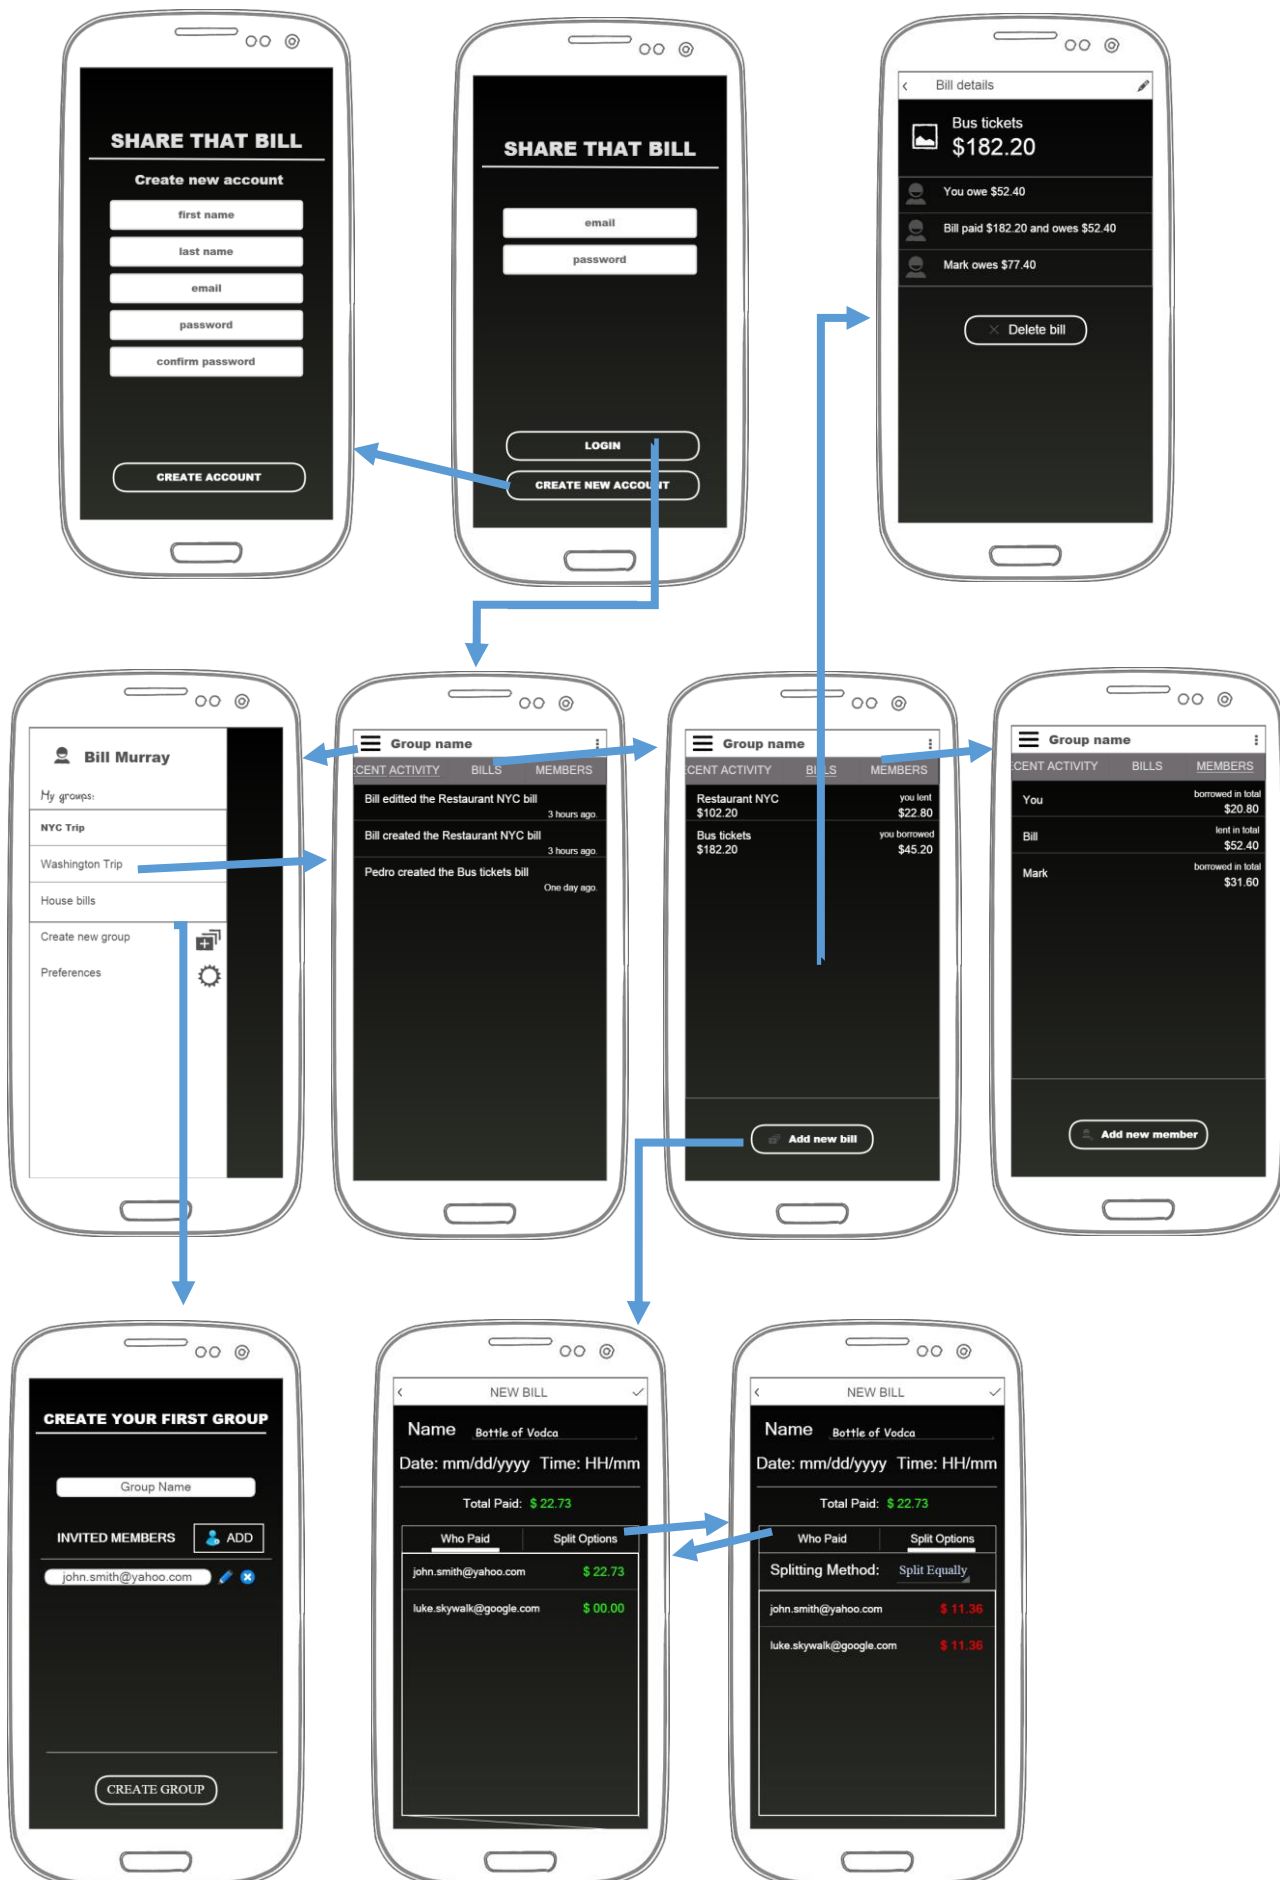 SHARE THAT BILL
Create new account
first name
last name
email
password
confirm password
CREATE ACCOUNT
SHARE THAT BILL
email
password
LOGIN
CREATE NEW ACCOUNT
Bill details
Bus tickets
$182.20
You owe $52.40
Bill paid $182.20 and owes $52.40
Mark owes $77.40
Delete bill
Bill Murray
My groups:
NYC Trip
Washington Trip
House bills
Create new group
Preferences
Group name
ECENT ACTIVITY BILLS MEMBERS
Bill editted the Restaurant NYC bill
3 hours ago.
Bill created the Restaurant NYC bill
3 hours ago.
Pedro created the Bus tickets bill
One day ago.
Group name
ECENT ACTIVITY BILLS MEMBERS
Restaurant NYC you lent
$102.20 $22.80
Bus tickets you borrowed
$182.20 $45.20
Add new bill
Group name
ECENT ACTIVITY BILLS MEMBERS
You borrowed in total
$20.80
Bill lent in total
$52.40
Mark borrowed in total
$31.60
Add new member
CREATE YOUR FIRST GROUP
Group Name
INVITED MEMBERS ADD
john.smith@yahoo.com
CREATE GROUP
NEW BILL
Name Bottle of Vodca
Date: mm/dd/yyyy Time: HH/mm
Total Paid: $ 22.73
Who Paid Split Options
john.smith@yahoo.com $ 22.73
luke.skywalk@google.com $ 00.00
NEW BILL
Name Bottle of Vodca
Date: mm/dd/yyyy Time: HH/mm
Total Paid: $ 22.73
Who Paid Split Options
Splitting Method: Split Equally
john.smith@yahoo.com $ 11.36
luke.skywalk@google.com $ 11.36